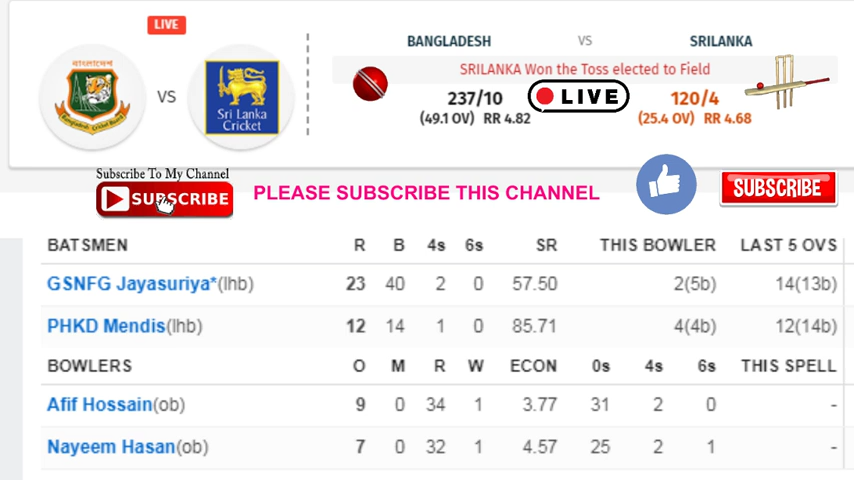 LIVE
BANGLADESH VS SRILANKA
SRILANKA Won the Toss elected to Field
237/10 LIVE 120/4
(49.1 OV) RR 4.82 (25.4 OV) RR 4.68
VS
বাংলাদেশ
Bangladesh Cricket Board
Sri Lanka
Cricket
Subscribe To My Channel
SUBSCRIBE
PLEASE SUBSCRIBE THIS CHANNEL
SUBSCRIBE
BATSMEN R B 4s 6s SR THIS BOWLER LAST 5 OVS
GSNFG Jayasuriya*(lhb) 23 40 2 0 57.50 2(5b) 14(13b)
PHKD Mendis(lhb) 12 14 1 0 85.71 4(4b) 12(14b)
BOWLERS O M R W ECON 0s 4s 6s THIS SPELL
Afif Hossain(ob) 9 0 34 1 3.77 31 2 0 -
Nayeem Hasan(ob) 7 0 32 1 4.57 25 2 1 -